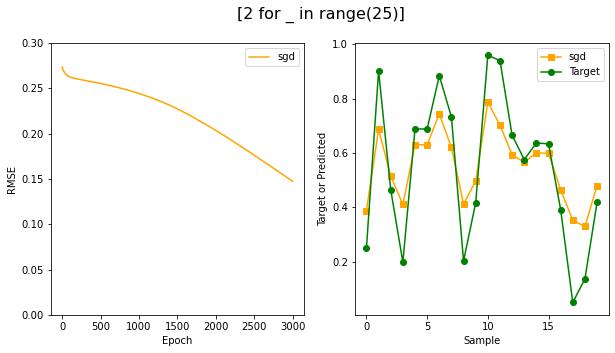 [2 for _ in range(25)]
0.30
0.25
0.20
0.15
0.10
0.05
0.00
RMSE
0
500
1000
1500
2000
2500
3000
Epoch
sgd
1.0
0.8
0.6
0.4
0.2
Target or Predicted
0
5
10
15
Sample
sgd
Target